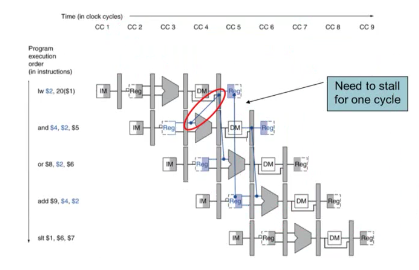 Time (in clock cycles)
CC 1 CC 2 CC 3 CC 4 CC 5 CC 6 CC 7 CC 8 CC 9
Program
execution
order
(in instructions)
lw $2, 20($1) IM Reg DM Reg
Need to stall
for one cycle
and $4, $2, $5 IM Reg DM Reg
or $8, $2, $6 IM Reg DM Reg
add $9, $4, $2 IM Reg DM Reg
slt $1, $6, $7 IM Reg DM Reg